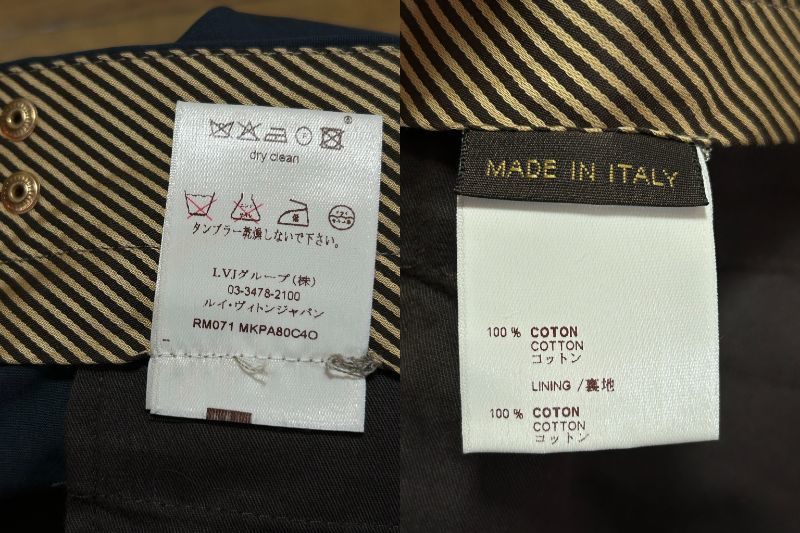 ®
dry clean
タンブラー乾燥しないで下さい。
LVJグループ(株)
03-3478-2100
ルイ・ヴィトンジャパン
RM071 MKPA80C4O
MADE IN ITALY
100 % COTON
COTTON
コットン
LINING /裏地
100 % COTON
COTTON
コットン